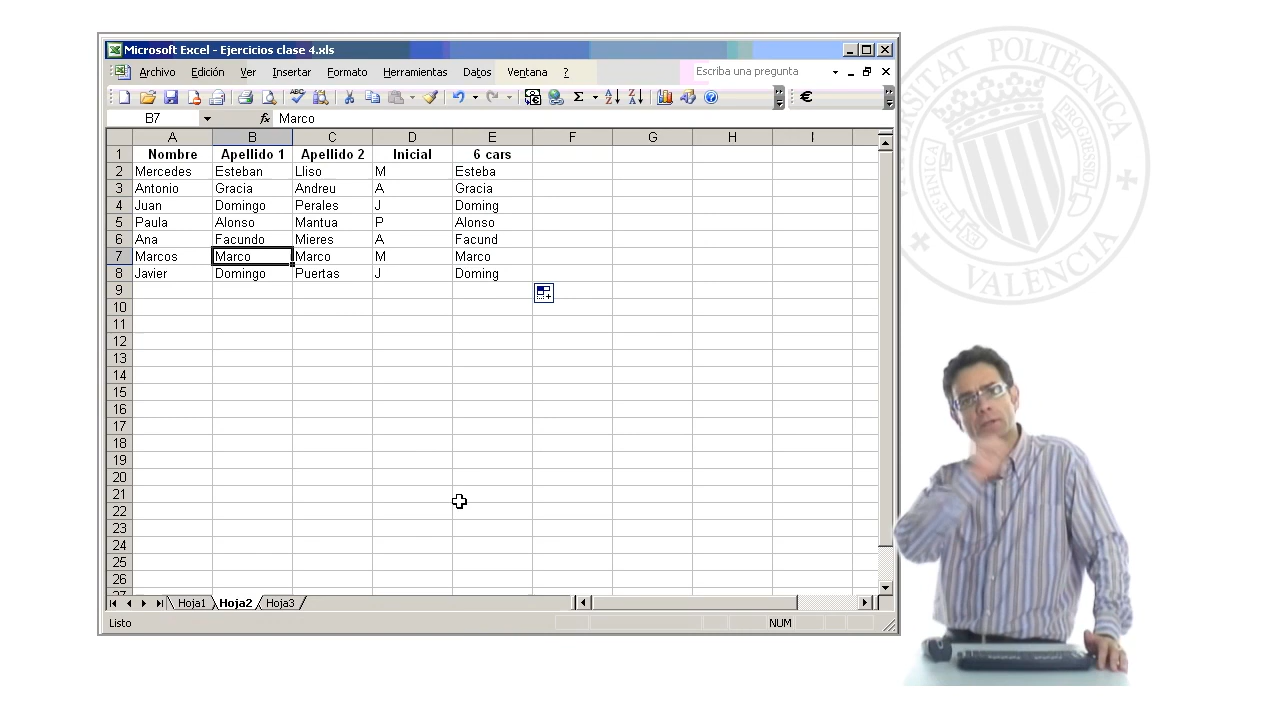 Microsoft Excel - Ejercicios clase 4.xls
Archivo Edición Ver Insertar Formato Herramientas Datos Ventana ? Escriba una pregunta
B7 fx Marco
A B C D E F G H I
1 Nombre Apellido 1 Apellido 2 Inicial 6 cars
2 Mercedes Esteban Lliso M Esteba
3 Antonio Gracia Andreu A Gracia
4 Juan Domingo Perales J Doming
5 Paula Alonso Mantua P Alonso
6 Ana Facundo Mieres A Facund
7 Marcos Marco Marco M Marco
8 Javier Domingo Puertas J Doming
9
10
11
12
13
14
15
16
17
18
19
20
21
22
23
24
25
26
27
Hoja1 Hoja2 Hoja3
Listo NUM
UNIVERSITAT POLITÈCNICA
DE VALÈNCIA